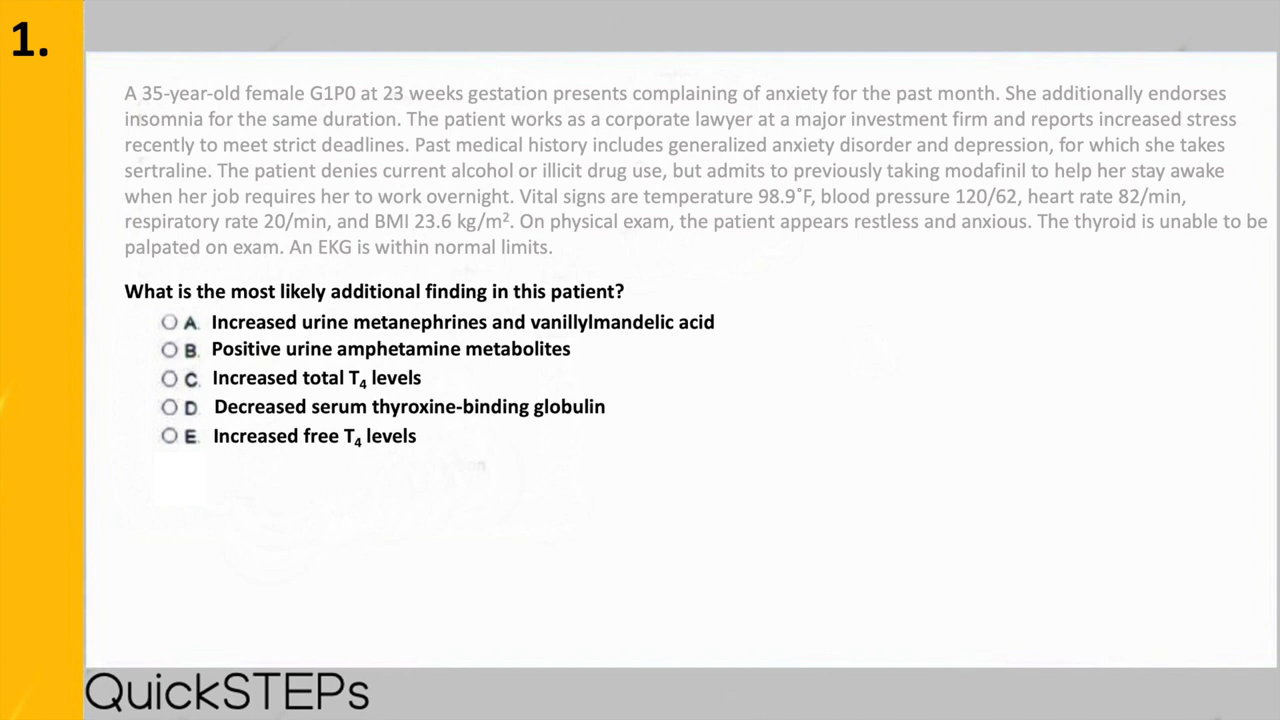 1.
A 35-year-old female G1P0 at 23 weeks gestation presents complaining of anxiety for the past month. She additionally endorses
insomnia for the same duration. The patient works as a corporate lawyer at a major investment firm and reports increased stress
recently to meet strict deadlines. Past medical history includes generalized anxiety disorder and depression, for which she takes
sertraline. The patient denies current alcohol or illicit drug use, but admits to previously taking modafinil to help her stay awake
when her job requires her to work overnight. Vital signs are temperature 98.9˚F, blood pressure 120/62, heart rate 82/min,
respiratory rate 20/min, and BMI 23.6 kg/m². On physical exam, the patient appears restless and anxious. The thyroid is unable to be
palpated on exam. An EKG is within normal limits.
What is the most likely additional finding in this patient?
A. Increased urine metanephrines and vanillylmandelic acid
B. Positive urine amphetamine metabolites
C. Increased total T₄ levels
D. Decreased serum thyroxine-binding globulin
E. Increased free T₄ levels
QuickSTEPs